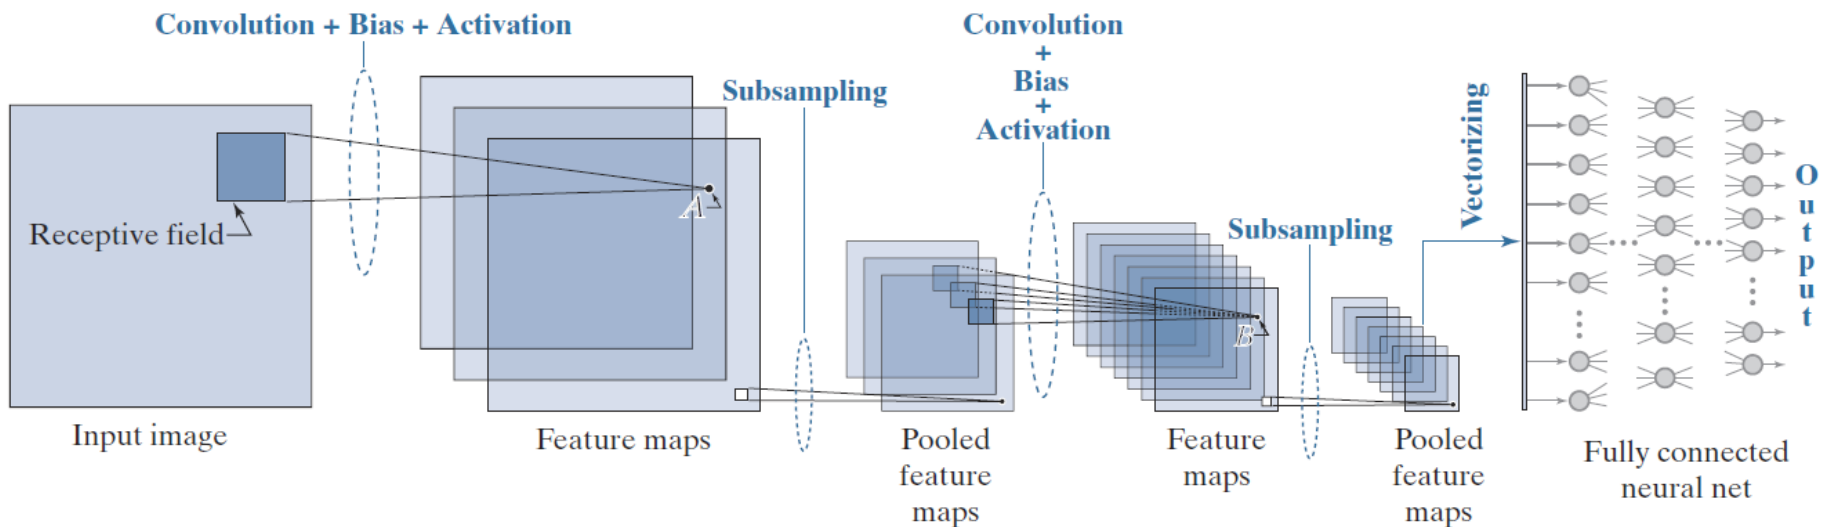 Convolution + Bias + Activation
Receptive field
Input image
A
Feature maps
Subsampling
Pooled
feature
maps
Convolution
+
Bias
+
Activation
B
Feature
maps
Subsampling
Pooled
feature
maps
Vectorizing
Fully connected
neural net
Output